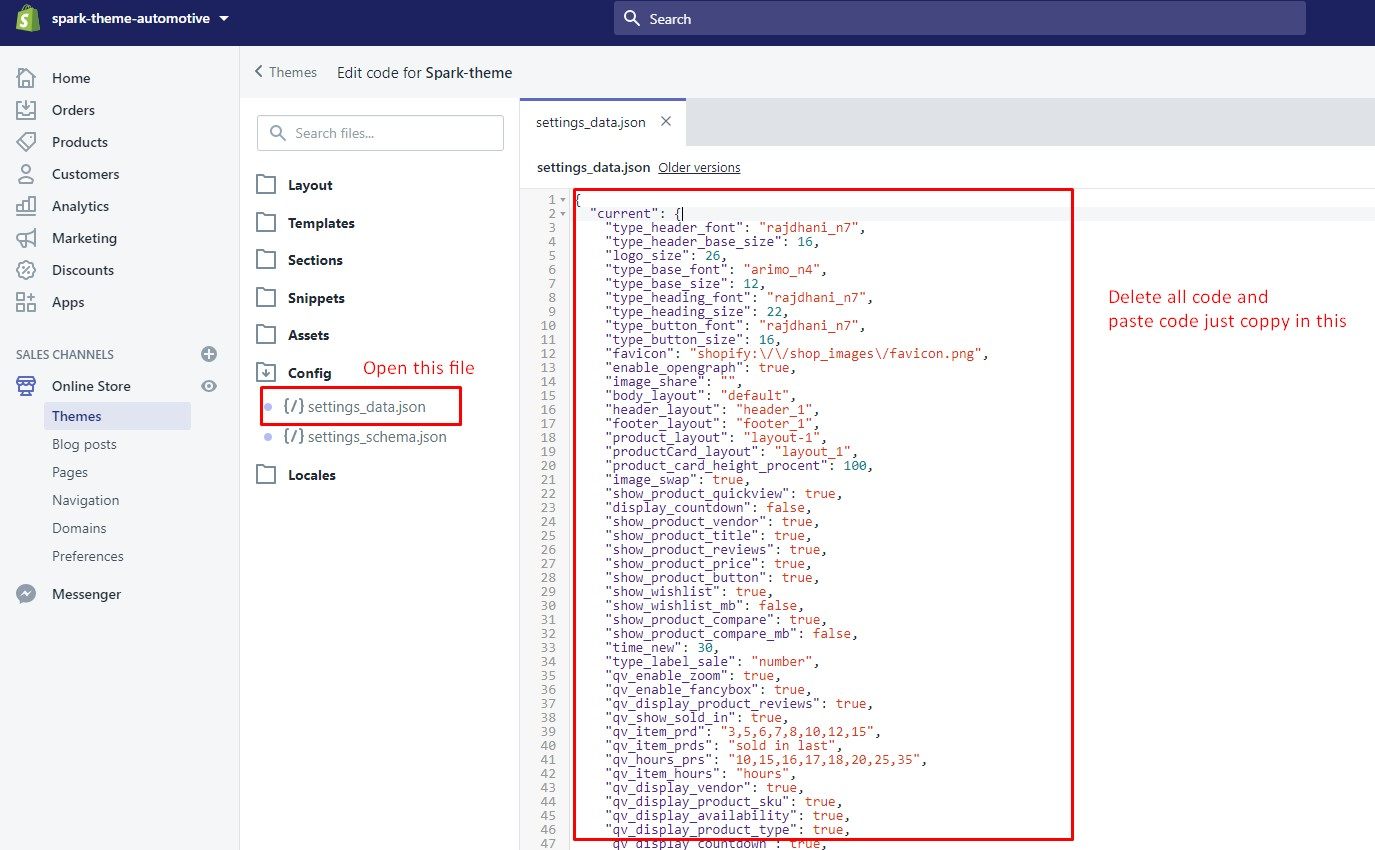 spark-theme-automotive
Search
Home
Orders
Products
Customers
Analytics
Marketing
Discounts
Apps
SALES CHANNELS
Online Store
Themes
Blog posts
Pages
Navigation
Domains
Preferences
Messenger
Themes
Edit code for Spark-theme
Search files...
Layout
Templates
Sections
Snippets
Assets
Config
Open this file
{/} settings_data.json
{/} settings_schema.json
Locales
settings_data.json ×
settings_data.json Older versions
1 {
2 "current": {
3 "type_header_font": "rajdhani_n7",
4 "type_header_base_size": 16,
5 "logo_size": 26,
6 "type_base_font": "arimo_n4",
7 "type_base_size": 12,
8 "type_heading_font": "rajdhani_n7",
9 "type_heading_size": 22,
10 "type_button_font": "rajdhani_n7",
11 "type_button_size": 16,
12 "favicon": "shopify:\/\/shop_images\/favicon.png",
13 "enable_opengraph": true,
14 "image_share": "",
15 "body_layout": "default",
16 "header_layout": "header_1",
17 "footer_layout": "footer_1",
18 "product_layout": "layout-1",
19 "productCard_layout": "layout_1",
20 "product_card_height_procent": 100,
21 "image_swap": true,
22 "show_product_quickview": true,
23 "display_countdown": false,
24 "show_product_vendor": true,
25 "show_product_title": true,
26 "show_product_reviews": true,
27 "show_product_price": true,
28 "show_product_button": true,
29 "show_wishlist": true,
30 "show_wishlist_mb": false,
31 "show_product_compare": true,
32 "show_product_compare_mb": false,
33 "time_new": 30,
34 "type_label_sale": "number",
35 "qv_enable_zoom": true,
36 "qv_enable_fancybox": true,
37 "qv_display_product_reviews": true,
38 "qv_show_sold_in": true,
39 "qv_item_prd": "3,5,6,7,8,10,12,15",
40 "qv_item_prds": "sold in last",
41 "qv_hours_prs": "10,15,16,17,18,20,25,35",
42 "qv_item_hours": "hours",
43 "qv_display_vendor": true,
44 "qv_display_product_sku": true,
45 "qv_display_availability": true,
46 "qv_display_product_type": true,
47 "qv_display_countdown": true,
Delete all code and
paste code just coppy in this